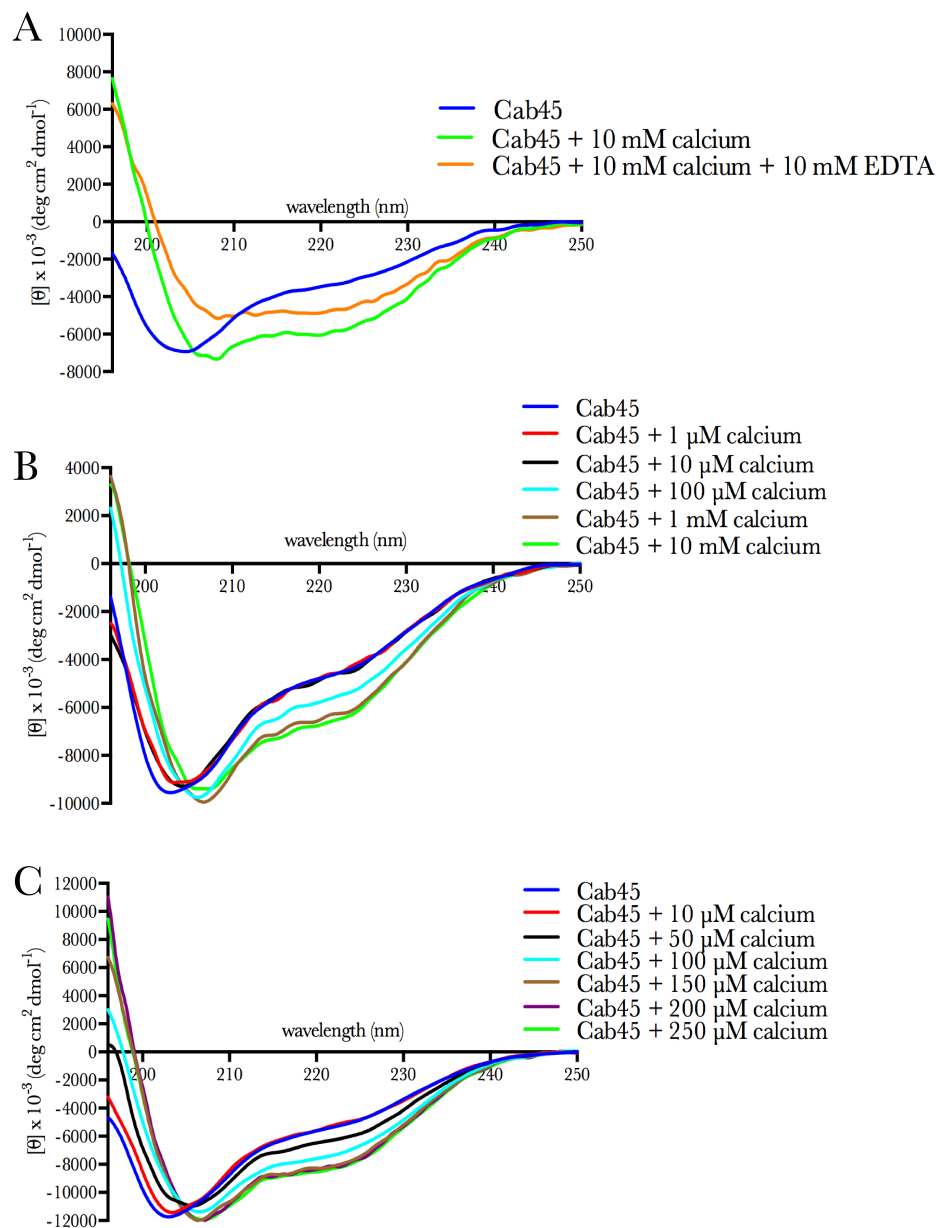 A
10000
8000
6000
4000
2000
0
-2000
-4000
-6000
-8000
[θ] x 10-3 (deg cm2 dmol-1)
wavelength (nm)
200 210 220 230 240 250
Cab45
Cab45 + 10 mM calcium
Cab45 + 10 mM calcium + 10 mM EDTA
B
4000
2000
0
-2000
-4000
-6000
-8000
-10000
[θ] x 10-3 (deg cm2 dmol-1)
wavelength (nm)
200 210 220 230 240 250
Cab45
Cab45 + 1 µM calcium
Cab45 + 10 µM calcium
Cab45 + 100 µM calcium
Cab45 + 1 mM calcium
Cab45 + 10 mM calcium
C
12000
10000
8000
6000
4000
2000
0
-2000
-4000
-6000
-8000
-10000
-12000
[θ] x 10-3 (deg cm2 dmol-1)
wavelength (nm)
200 210 220 230 240 250
Cab45
Cab45 + 10 µM calcium
Cab45 + 50 µM calcium
Cab45 + 100 µM calcium
Cab45 + 150 µM calcium
Cab45 + 200 µM calcium
Cab45 + 250 µM calcium